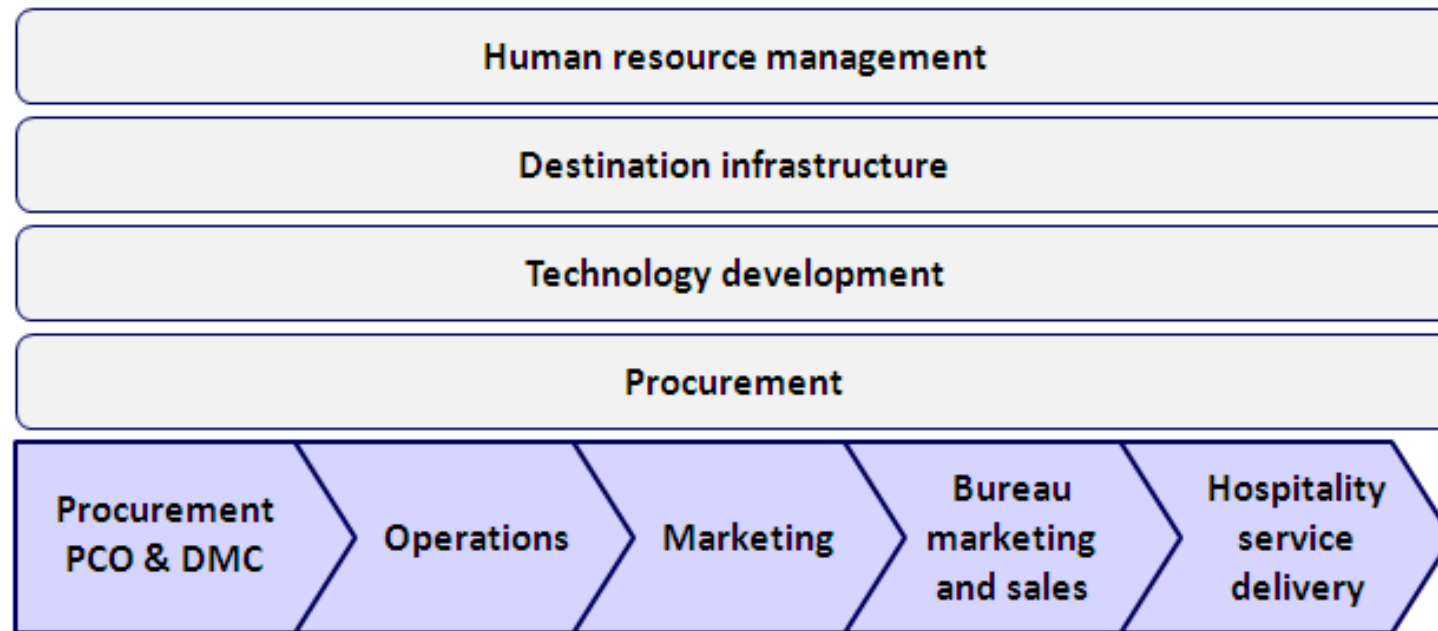 Human resource management
Destination infrastructure
Technology development
Procurement
Procurement
PCO & DMC
Operations
Marketing
Bureau
marketing
and sales
Hospitality
service
delivery